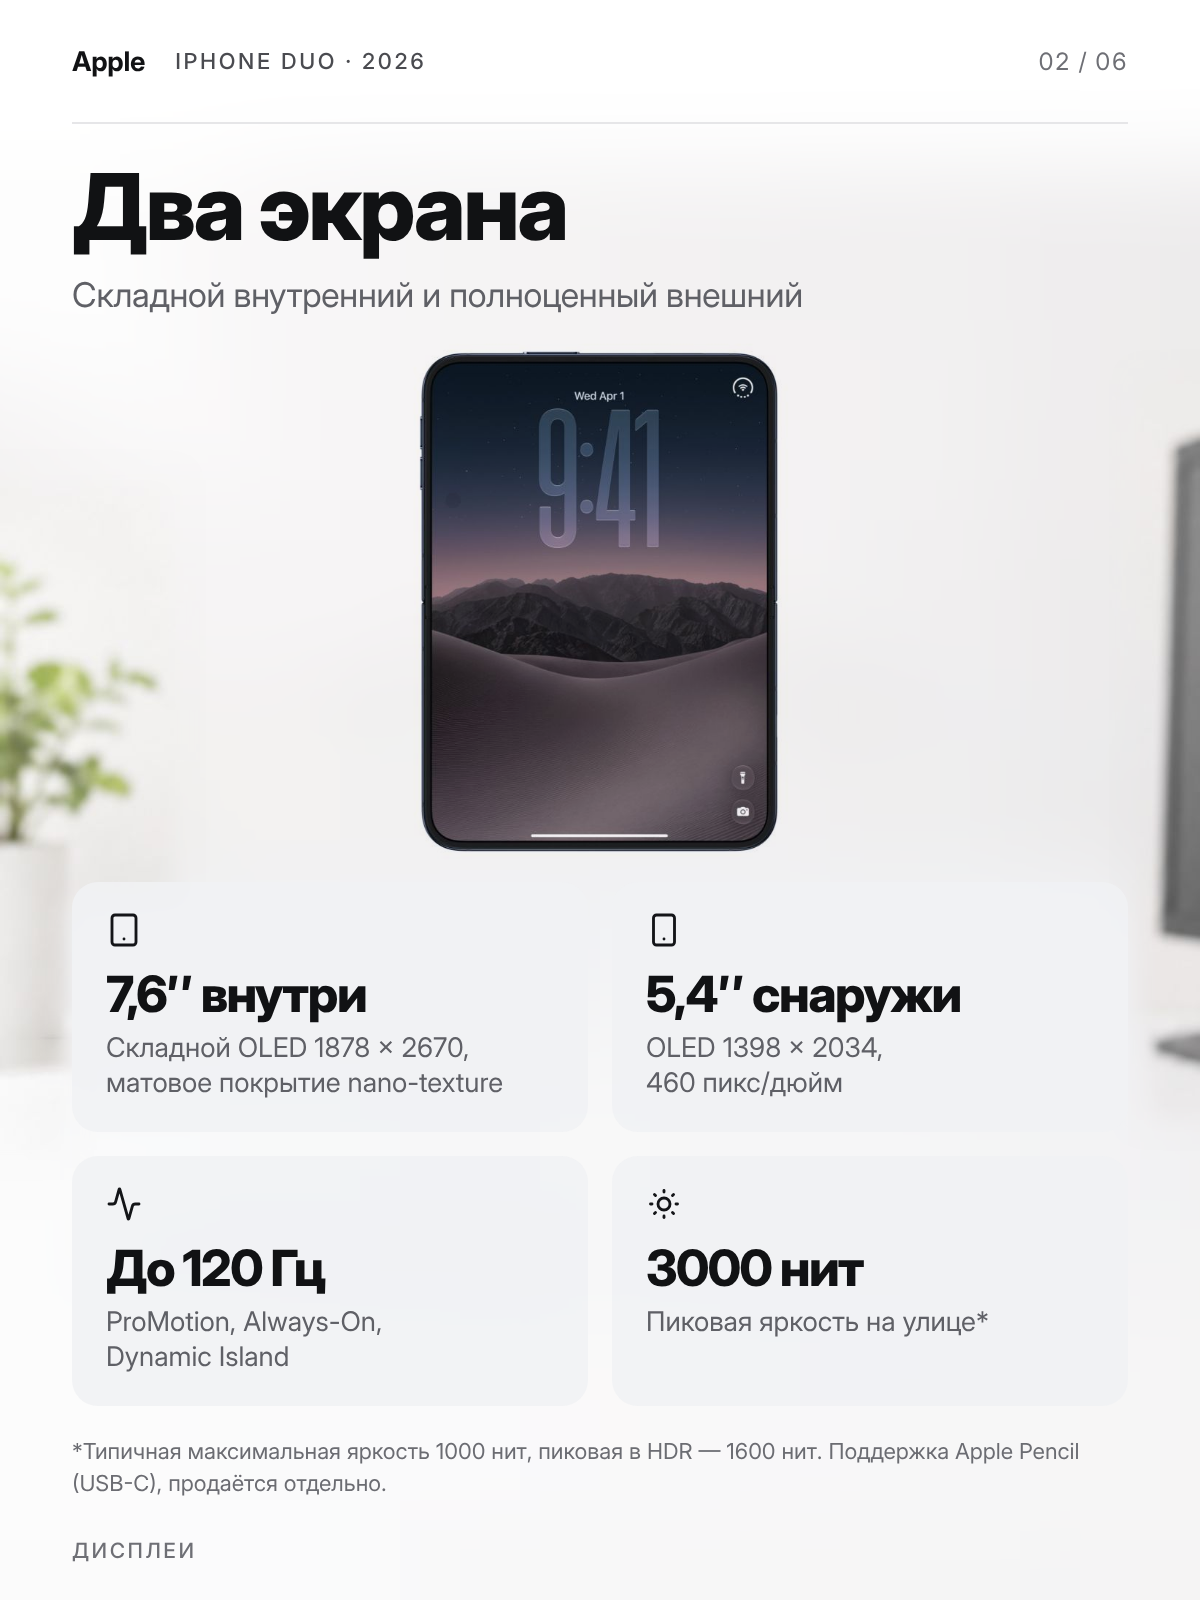 Apple IPHONE DUO · 2026 02 / 06
Два экрана
Складной внутренний и полноценный внешний
Wed Apr 1
9:41
7,6″ внутри
Складной OLED 1878 × 2670,
матовое покрытие nano-texture
5,4″ снаружи
OLED 1398 × 2034,
460 пикс/дюйм
До 120 Гц
ProMotion, Always-On,
Dynamic Island
3000 нит
Пиковая яркость на улице*
*Типичная максимальная яркость 1000 нит, пиковая в HDR — 1600 нит. Поддержка Apple Pencil
(USB-C), продаётся отдельно.
ДИСПЛЕИ